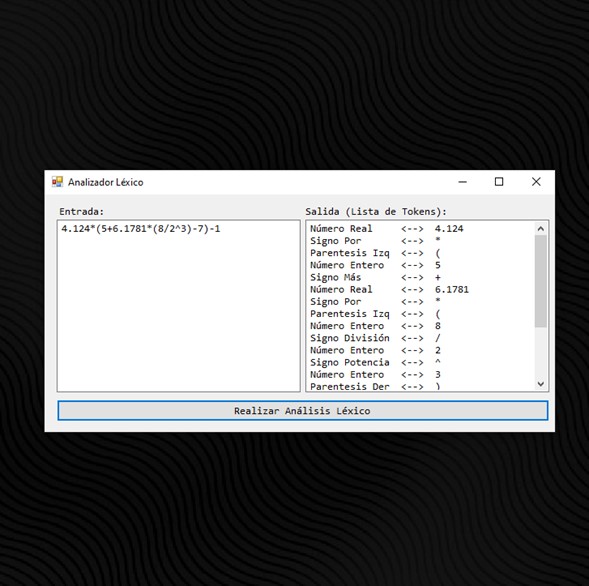 Analizador Léxico
Entrada:
4.124*(5+6.1781*(8/2^3)-7)-1
Salida (Lista de Tokens):
Número Real <--> 4.124
Signo Por <--> *
Parentesis Izq <--> (
Número Entero <--> 5
Signo Más <--> +
Número Real <--> 6.1781
Signo Por <--> *
Parentesis Izq <--> (
Número Entero <--> 8
Signo División <--> /
Número Entero <--> 2
Signo Potencia <--> ^
Número Entero <--> 3
Parentesis Der <--> )
Realizar Análisis Léxico